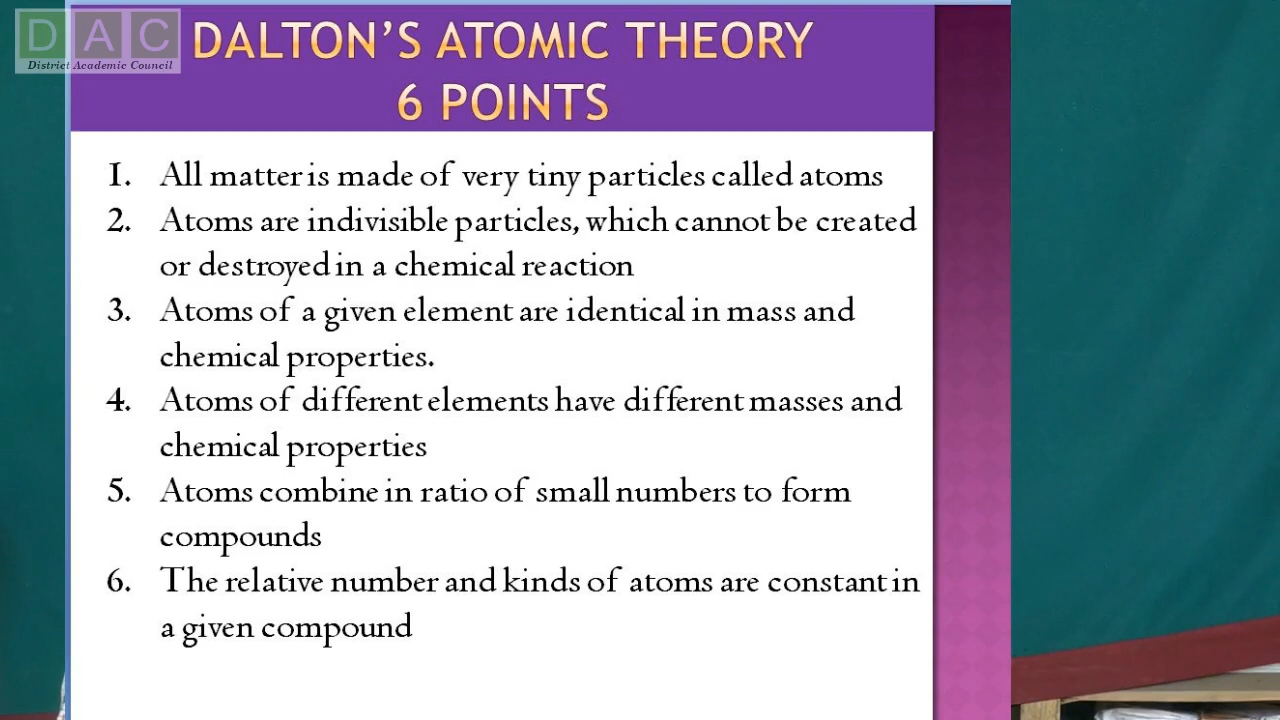 DAC
District Academic Council
DALTON'S ATOMIC THEORY
6 POINTS
1. All matter is made of very tiny particles called atoms
2. Atoms are indivisible particles, which cannot be created
or destroyed in a chemical reaction
3. Atoms of a given element are identical in mass and
chemical properties.
4. Atoms of different elements have different masses and
chemical properties
5. Atoms combine in ratio of small numbers to form
compounds
6. The relative number and kinds of atoms are constant in
a given compound